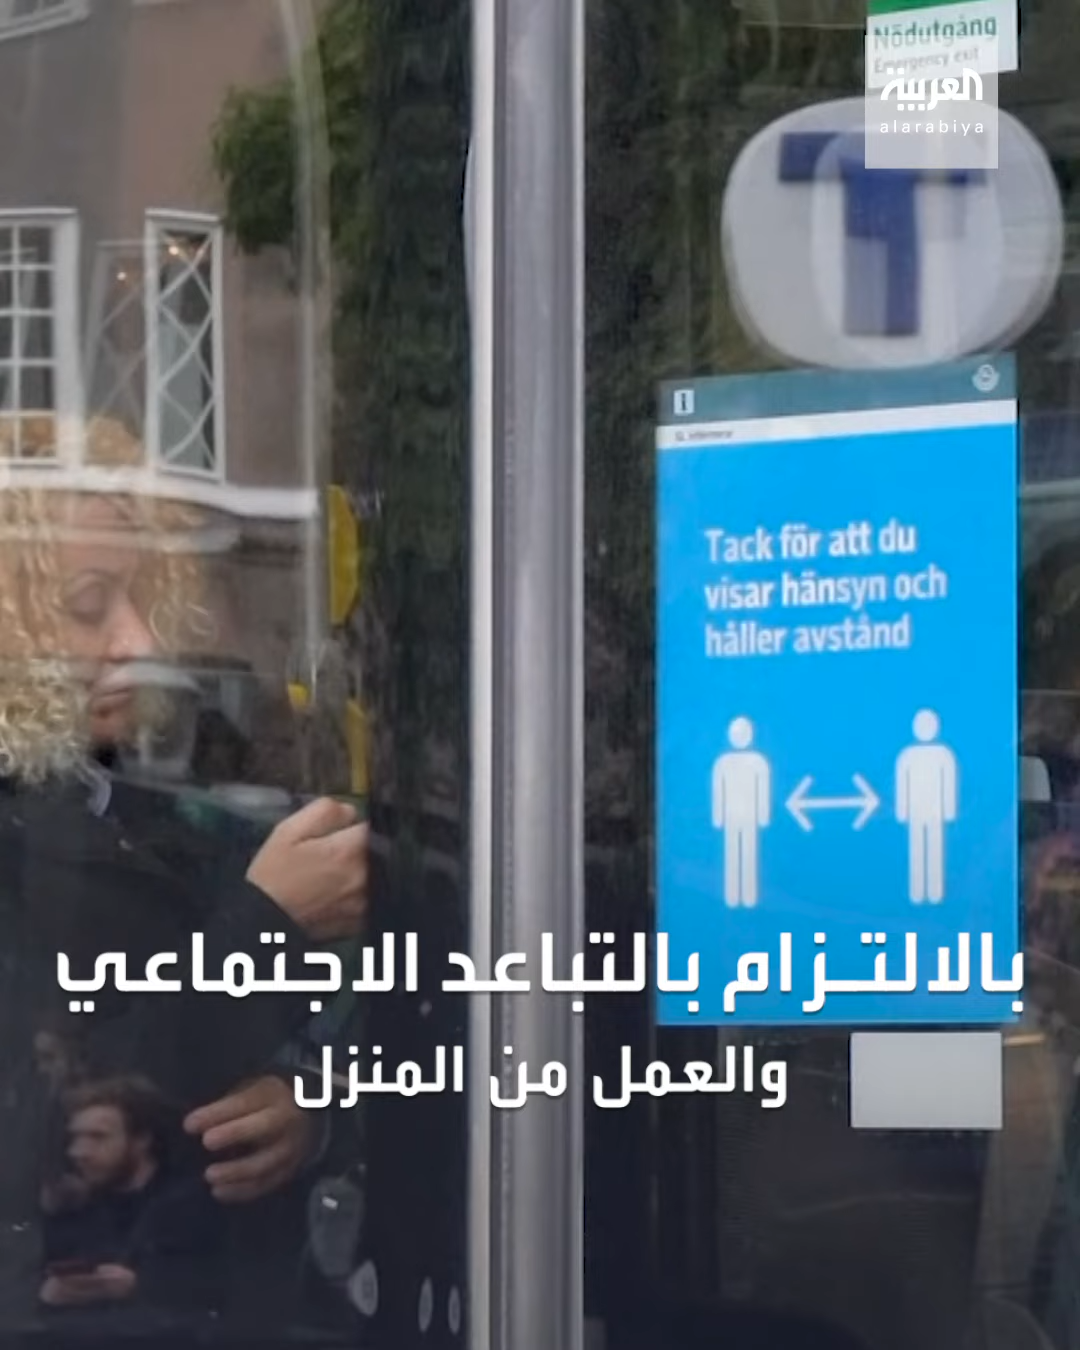 Nödutgång
Emergency exit
العربية
alarabiya
T
i
Tack för att du
visar hänsyn och
håller avstånd
بالالتزام بالتباعد الاجتماعي
والعمل من المنزل